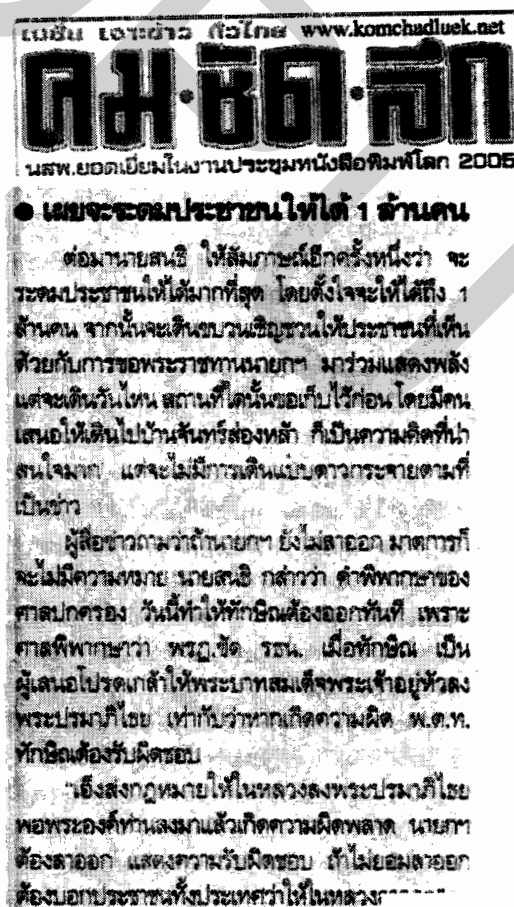 เนชั่น เจาะข่าว ทั่วไทย www.komchadluek.net
คม•ชัด•ลึก
นสพ.ยอดเยี่ยมในงานประชุมหนังสือพิมพ์โลก 2005
• เผยจะระดมประชาชนให้ได้ 1 ล้านคน
ต่อมานายสนธิ ให้สัมภาษณ์อีกครั้งหนึ่งว่า จะ
ระดมประชาชนให้ได้มากที่สุด โดยตั้งใจจะให้ได้ถึง 1
ล้านคน จากนั้นจะเดินขบวนเชิญชวนให้ประชาชนที่เห็น
ด้วยกับการขอพระราชทานนายกฯ มาร่วมแสดงพลัง
แต่จะเดินวันไหน สถานที่ใดนั้นขอเก็บไว้ก่อน โดยมีคน
เสนอให้เดินไปบ้านจันทร์ส่องหล้า ก็เป็นความคิดที่น่า
สนใจมาก แต่จะไม่มีการเดินแบบดาวกระจายตามที่
เป็นข่าว
ผู้สื่อข่าวถามว่าถ้านายกฯ ยังไม่ลาออก มาตการก็
จะไม่มีความหมาย นายสนธิ กล่าวว่า คำพิพากษาของ
ศาลปกครอง วันนี้ทำให้ทักษิณต้องออกทันที เพราะ
ศาลพิพากษาว่า พรฎ.ขัด รธน. เมื่อทักษิณ เป็น
ผู้เสนอโปรดเกล้าให้พระบาทสมเด็จพระเจ้าอยู่หัวลง
พระปรมาภิไธย เท่ากับว่าหากเกิดความผิด พ.ต.ท.
ทักษิณต้องรับผิดชอบ
"เอ็งส่งกฎหมายให้ในหลวงลงพระปรมาภิไธย
พอพระองค์ท่านลงมาแล้วเกิดความผิดพลาด นายกฯ
ต้องลาออก แสดงความรับผิดชอบ ถ้าไม่ยอมลาออก
ต้องบอกประชาชนทั้งประเทศว่าให้ในหลวง